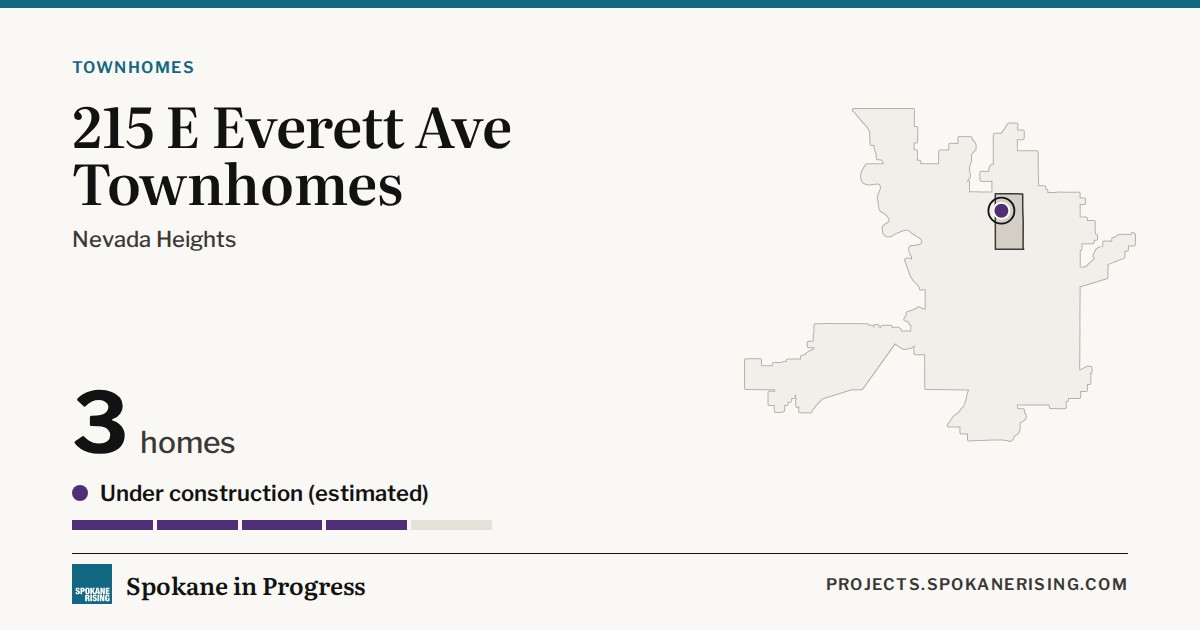 TOWNHOMES
215 E Everett Ave
Townhomes
Nevada Heights
3 homes
Under construction (estimated)
SPOKANE
RISING
Spokane in Progress
PROJECTS.SPOKANERISING.COM